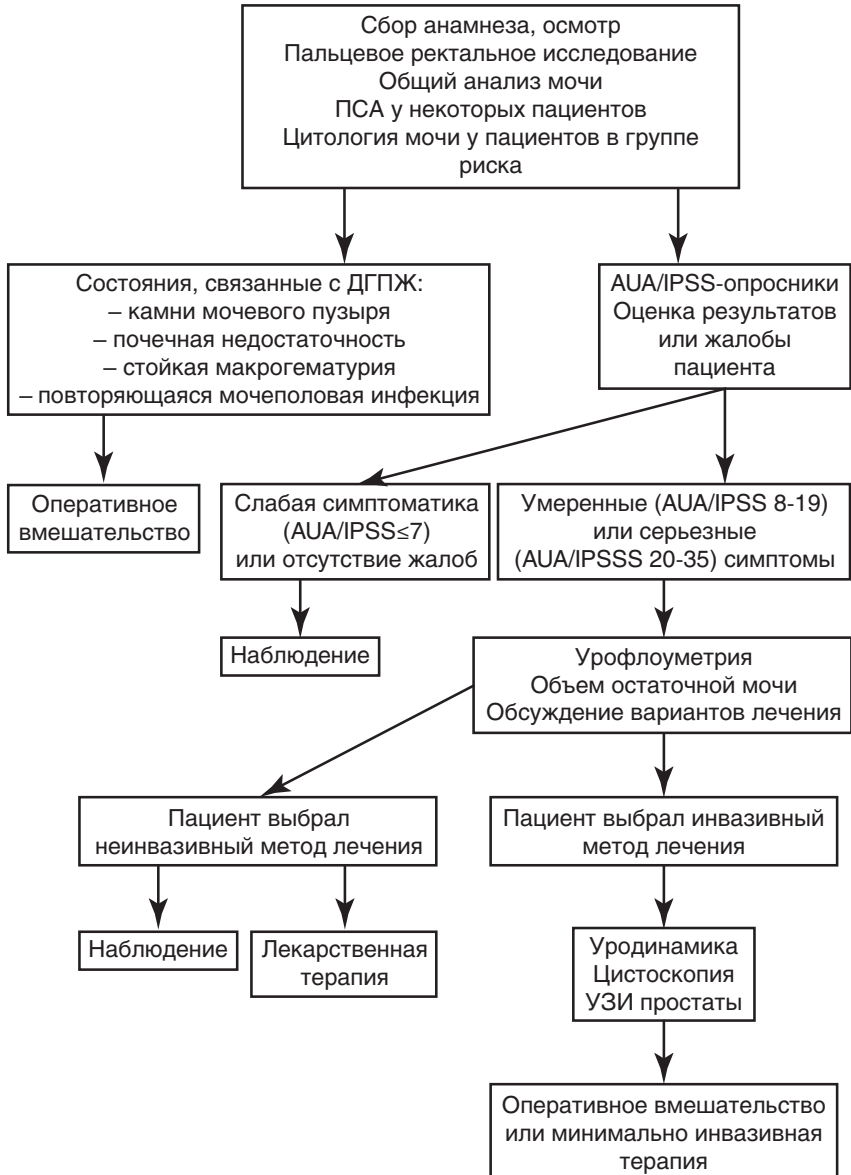 Сбор анамнеза, осмотр
Пальцевое ректальное исследование
Общий анализ мочи
ПСА у некоторых пациентов
Цитология мочи у пациентов в группе
риска
Состояния, связанные с ДГПЖ:
– камни мочевого пузыря
– почечная недостаточность
– стойкая макрогематурия
– повторяющаяся мочеполовая инфекция
AUA/IPSS-опросники
Оценка результатов
или жалобы
пациента
Оперативное
вмешательство
Слабая симптоматика
(AUA/IPSS≤7)
или отсутствие жалоб
Умеренные (AUA/IPSS 8-19)
или серьезные
(AUA/IPSSS 20-35) симптомы
Наблюдение
Урофлоуметрия
Объем остаточной мочи
Обсуждение вариантов лечения
Пациент выбрал
неинвазивный метод лечения
Пациент выбрал инвазивный
метод лечения
Наблюдение
Лекарственная
терапия
Уродинамика
Цистоскопия
УЗИ простаты
Оперативное вмешательство
или минимально инвазивная
терапия